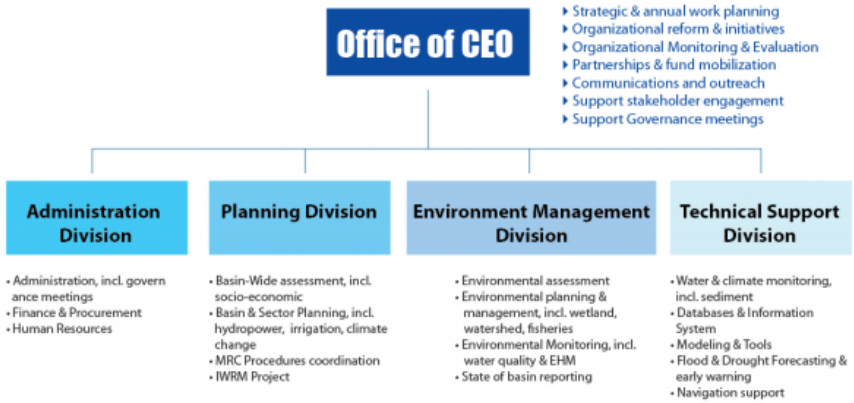 Office of CEO
‣ Strategic & annual work planning
‣ Organizational reform & initiatives
‣ Organizational Monitoring & Evaluation
‣ Partnerships & fund mobilization
‣ Communications and outreach
‣ Support stakeholder engagement
‣ Support Governance meetings
Administration
Division
• Administration, incl. govern
ance meetings
• Finance & Procurement
• Human Resources
Planning Division
• Basin-Wide assessment, incl.
socio-economic
• Basin & Sector Planning, incl.
hydropower, irrigation, climate
change
• MRC Procedures coordination
• IWRM Project
Environment Management
Division
• Environmental assessment
• Environmental planning &
management, incl. wetland,
watershed, fisheries
• Environmental Monitoring, incl.
water quality & EHM
• State of basin reporting
Technical Support
Division
• Water & climate monitoring,
incl. sediment
• Databases & Information
System
• Modeling & Tools
• Flood & Drought Forecasting &
early warning
• Navigation support